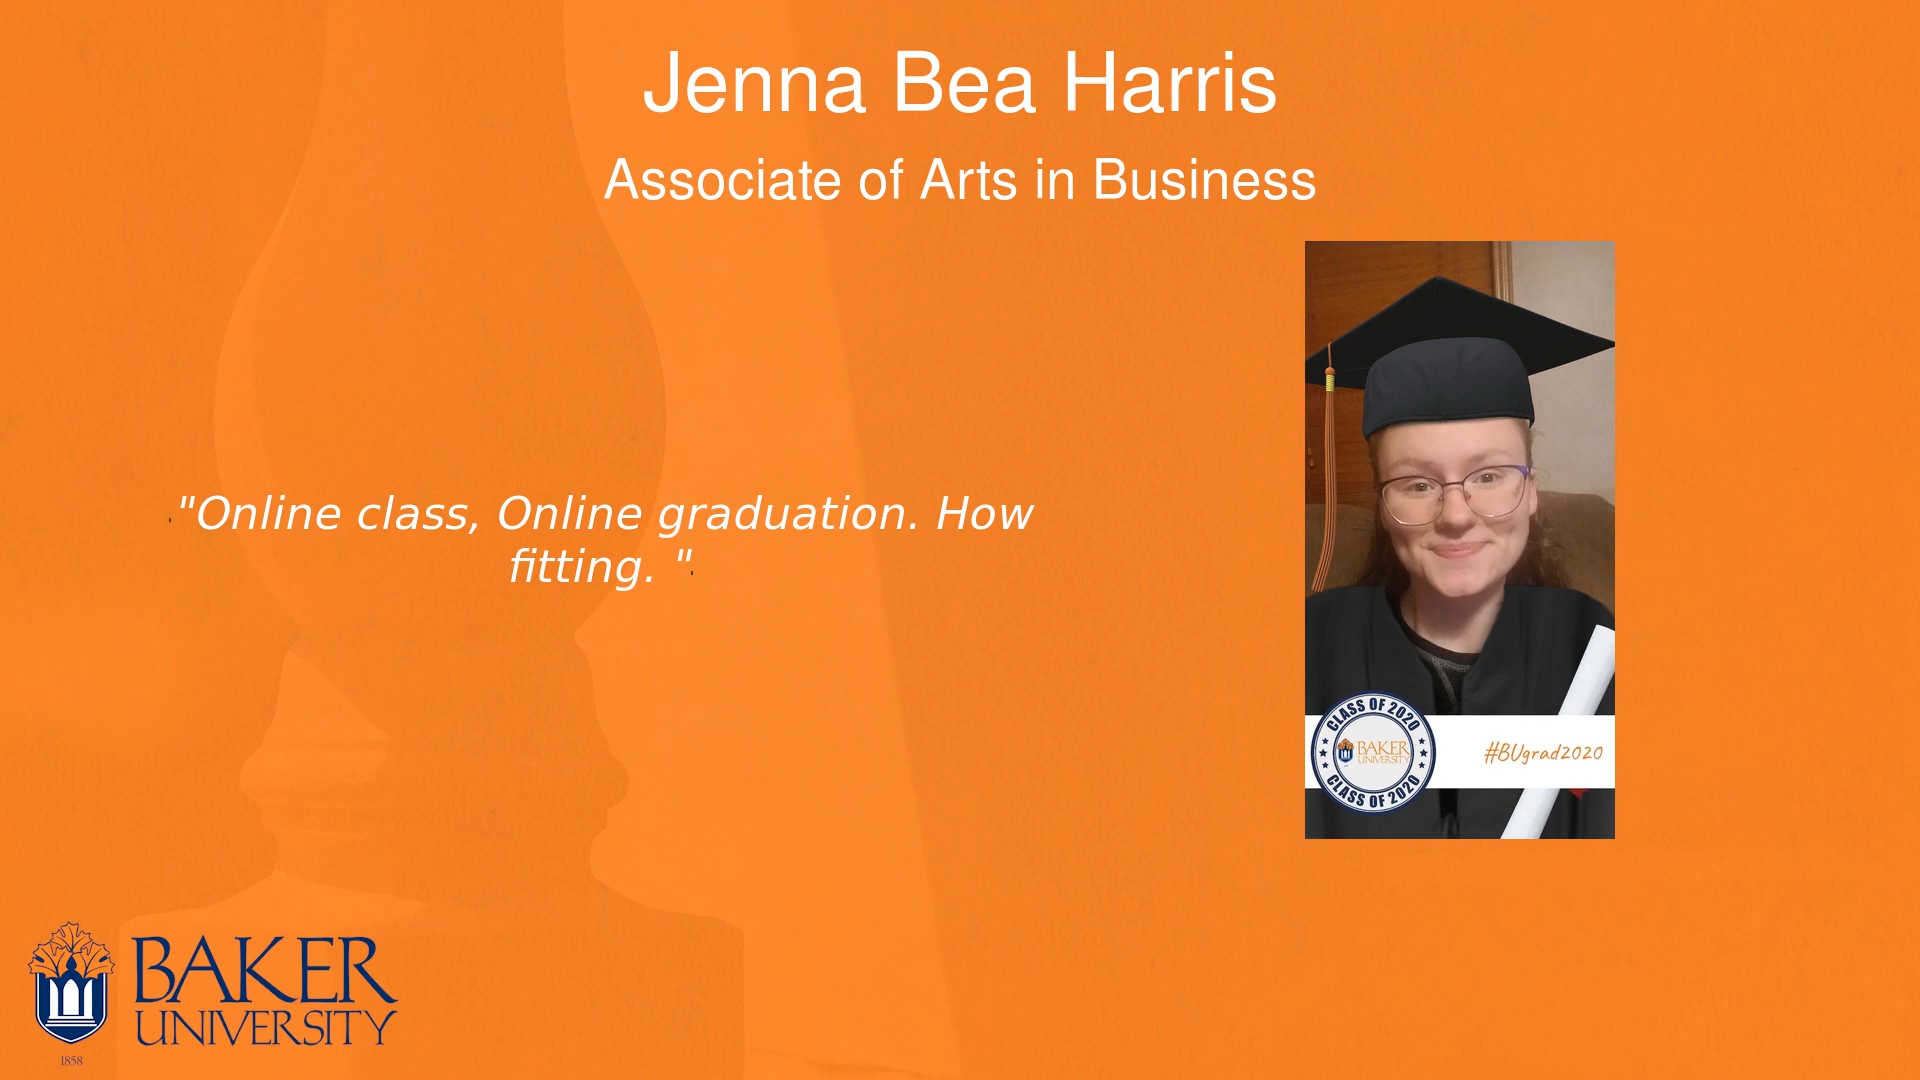 Jenna Bea Harris
Associate of Arts in Business
"Online class, Online graduation. How
fitting. "
CLASS OF 2020
BAKER
UNIVERSITY
#BUgrad2020
CLASS OF 2020
BAKER
UNIVERSITY
1858